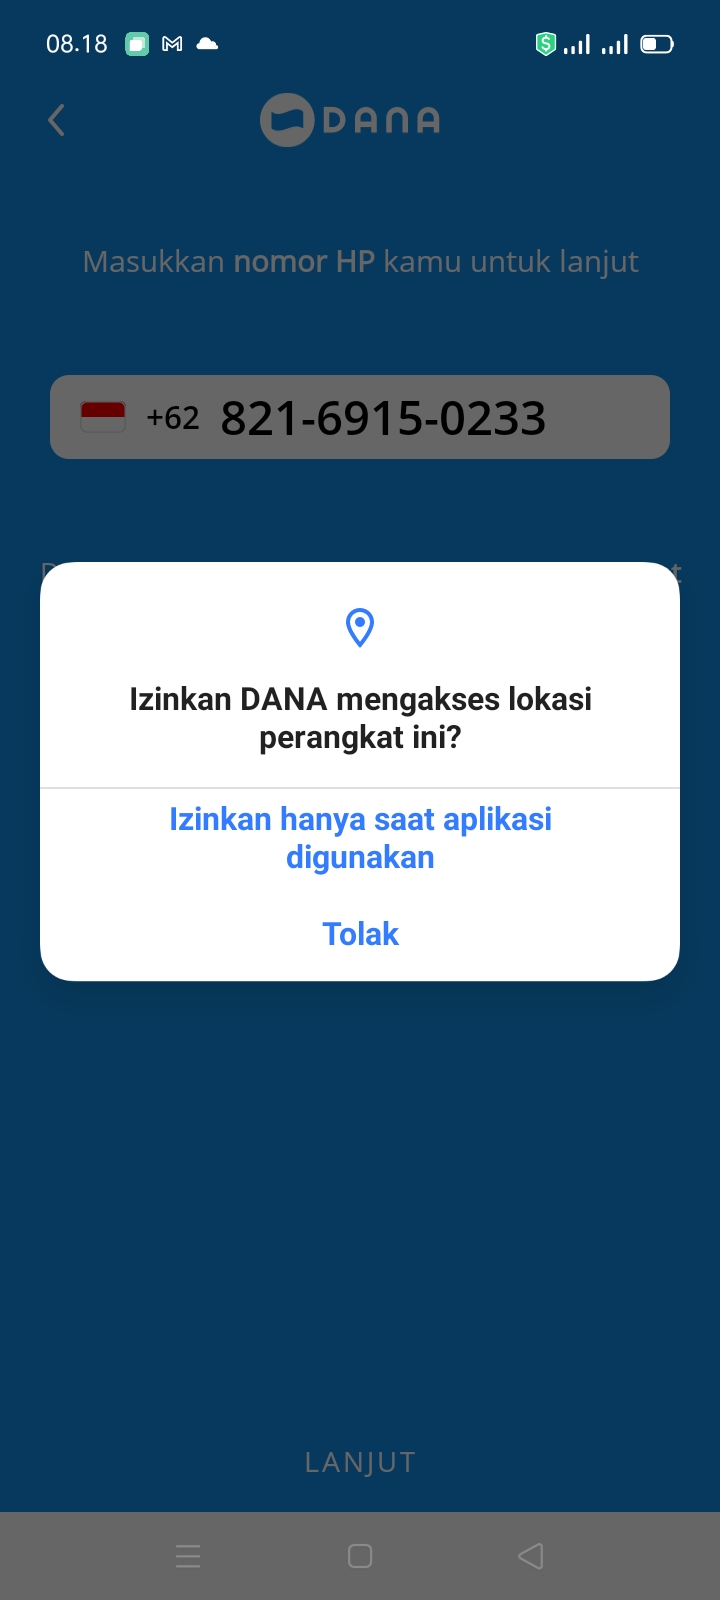 08.18
DANA
Masukkan nomor HP kamu untuk lanjut
+62 821-6915-0233
Izinkan DANA mengakses lokasi
perangkat ini?
Izinkan hanya saat aplikasi
digunakan
Tolak
LANJUT